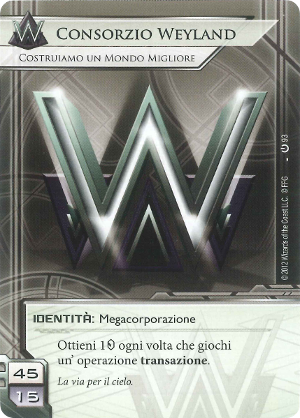 Consorzio Weyland
Costruiamo un Mondo Migliore
93
© 2012 Wizards of the Coast LLC. © FFG
W
identità: Megacorporazione
Ottieni 1 ogni volta che giochi
un' operazione transazione.
La via per il cielo.
45
15